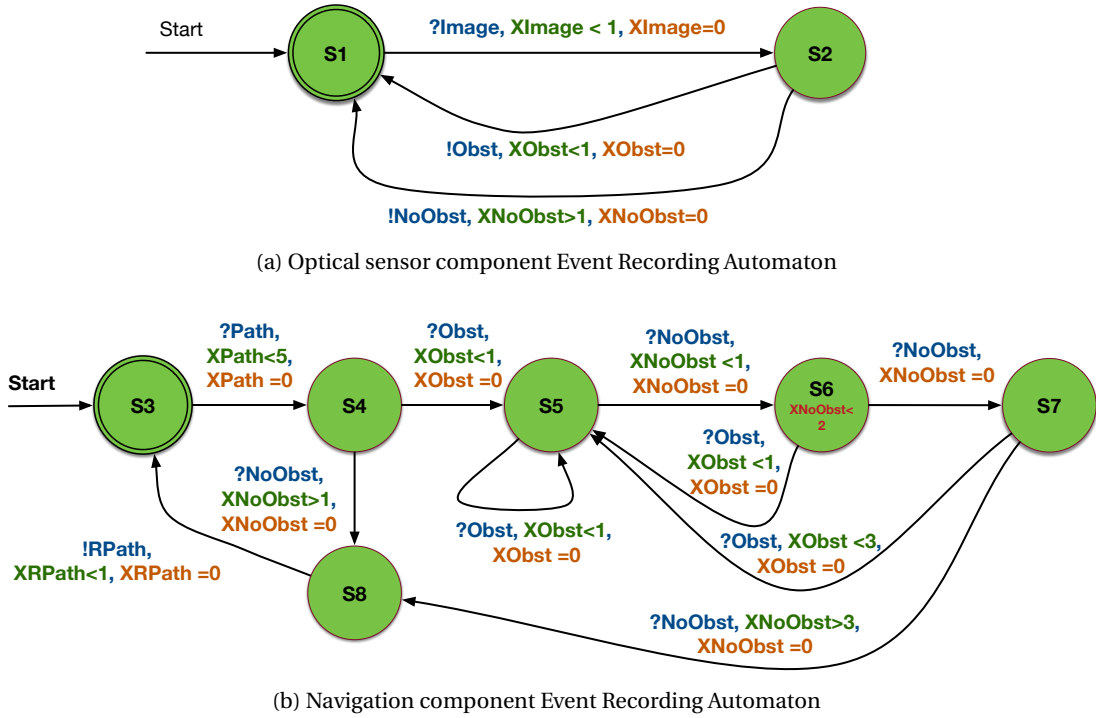 Start
S1
?Image, XImage < 1, XImage=0
S2
!Obst, XObst<1, XObst=0
!NoObst, XNoObst>1, XNoObst=0
(a) Optical sensor component Event Recording Automaton
Start
S3
?Path,
XPath<5,
XPath =0
S4
?Obst,
XObst<1,
XObst =0
S5
?NoObst,
XNoObst <1,
XNoObst =0
S6
XNoObst<
2
?NoObst,
XNoObst =0
S7
?NoObst,
XNoObst>1,
XNoObst =0
?Obst, XObst<1,
XObst =0
?Obst,
XObst <1,
XObst =0
?Obst, XObst <3,
XObst =0
!RPath,
XRPath<1, XRPath =0
S8
?NoObst, XNoObst>3,
XNoObst =0
(b) Navigation component Event Recording Automaton